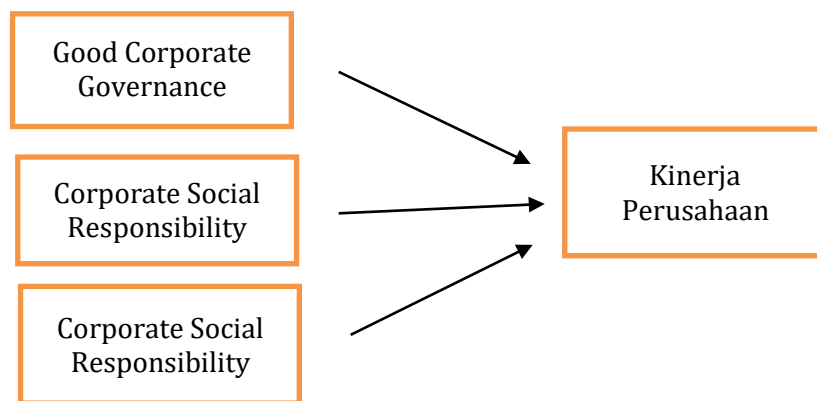 Good Corporate
Governance
Corporate Social
Responsibility
Corporate Social
Responsibility
Kinerja
Perusahaan